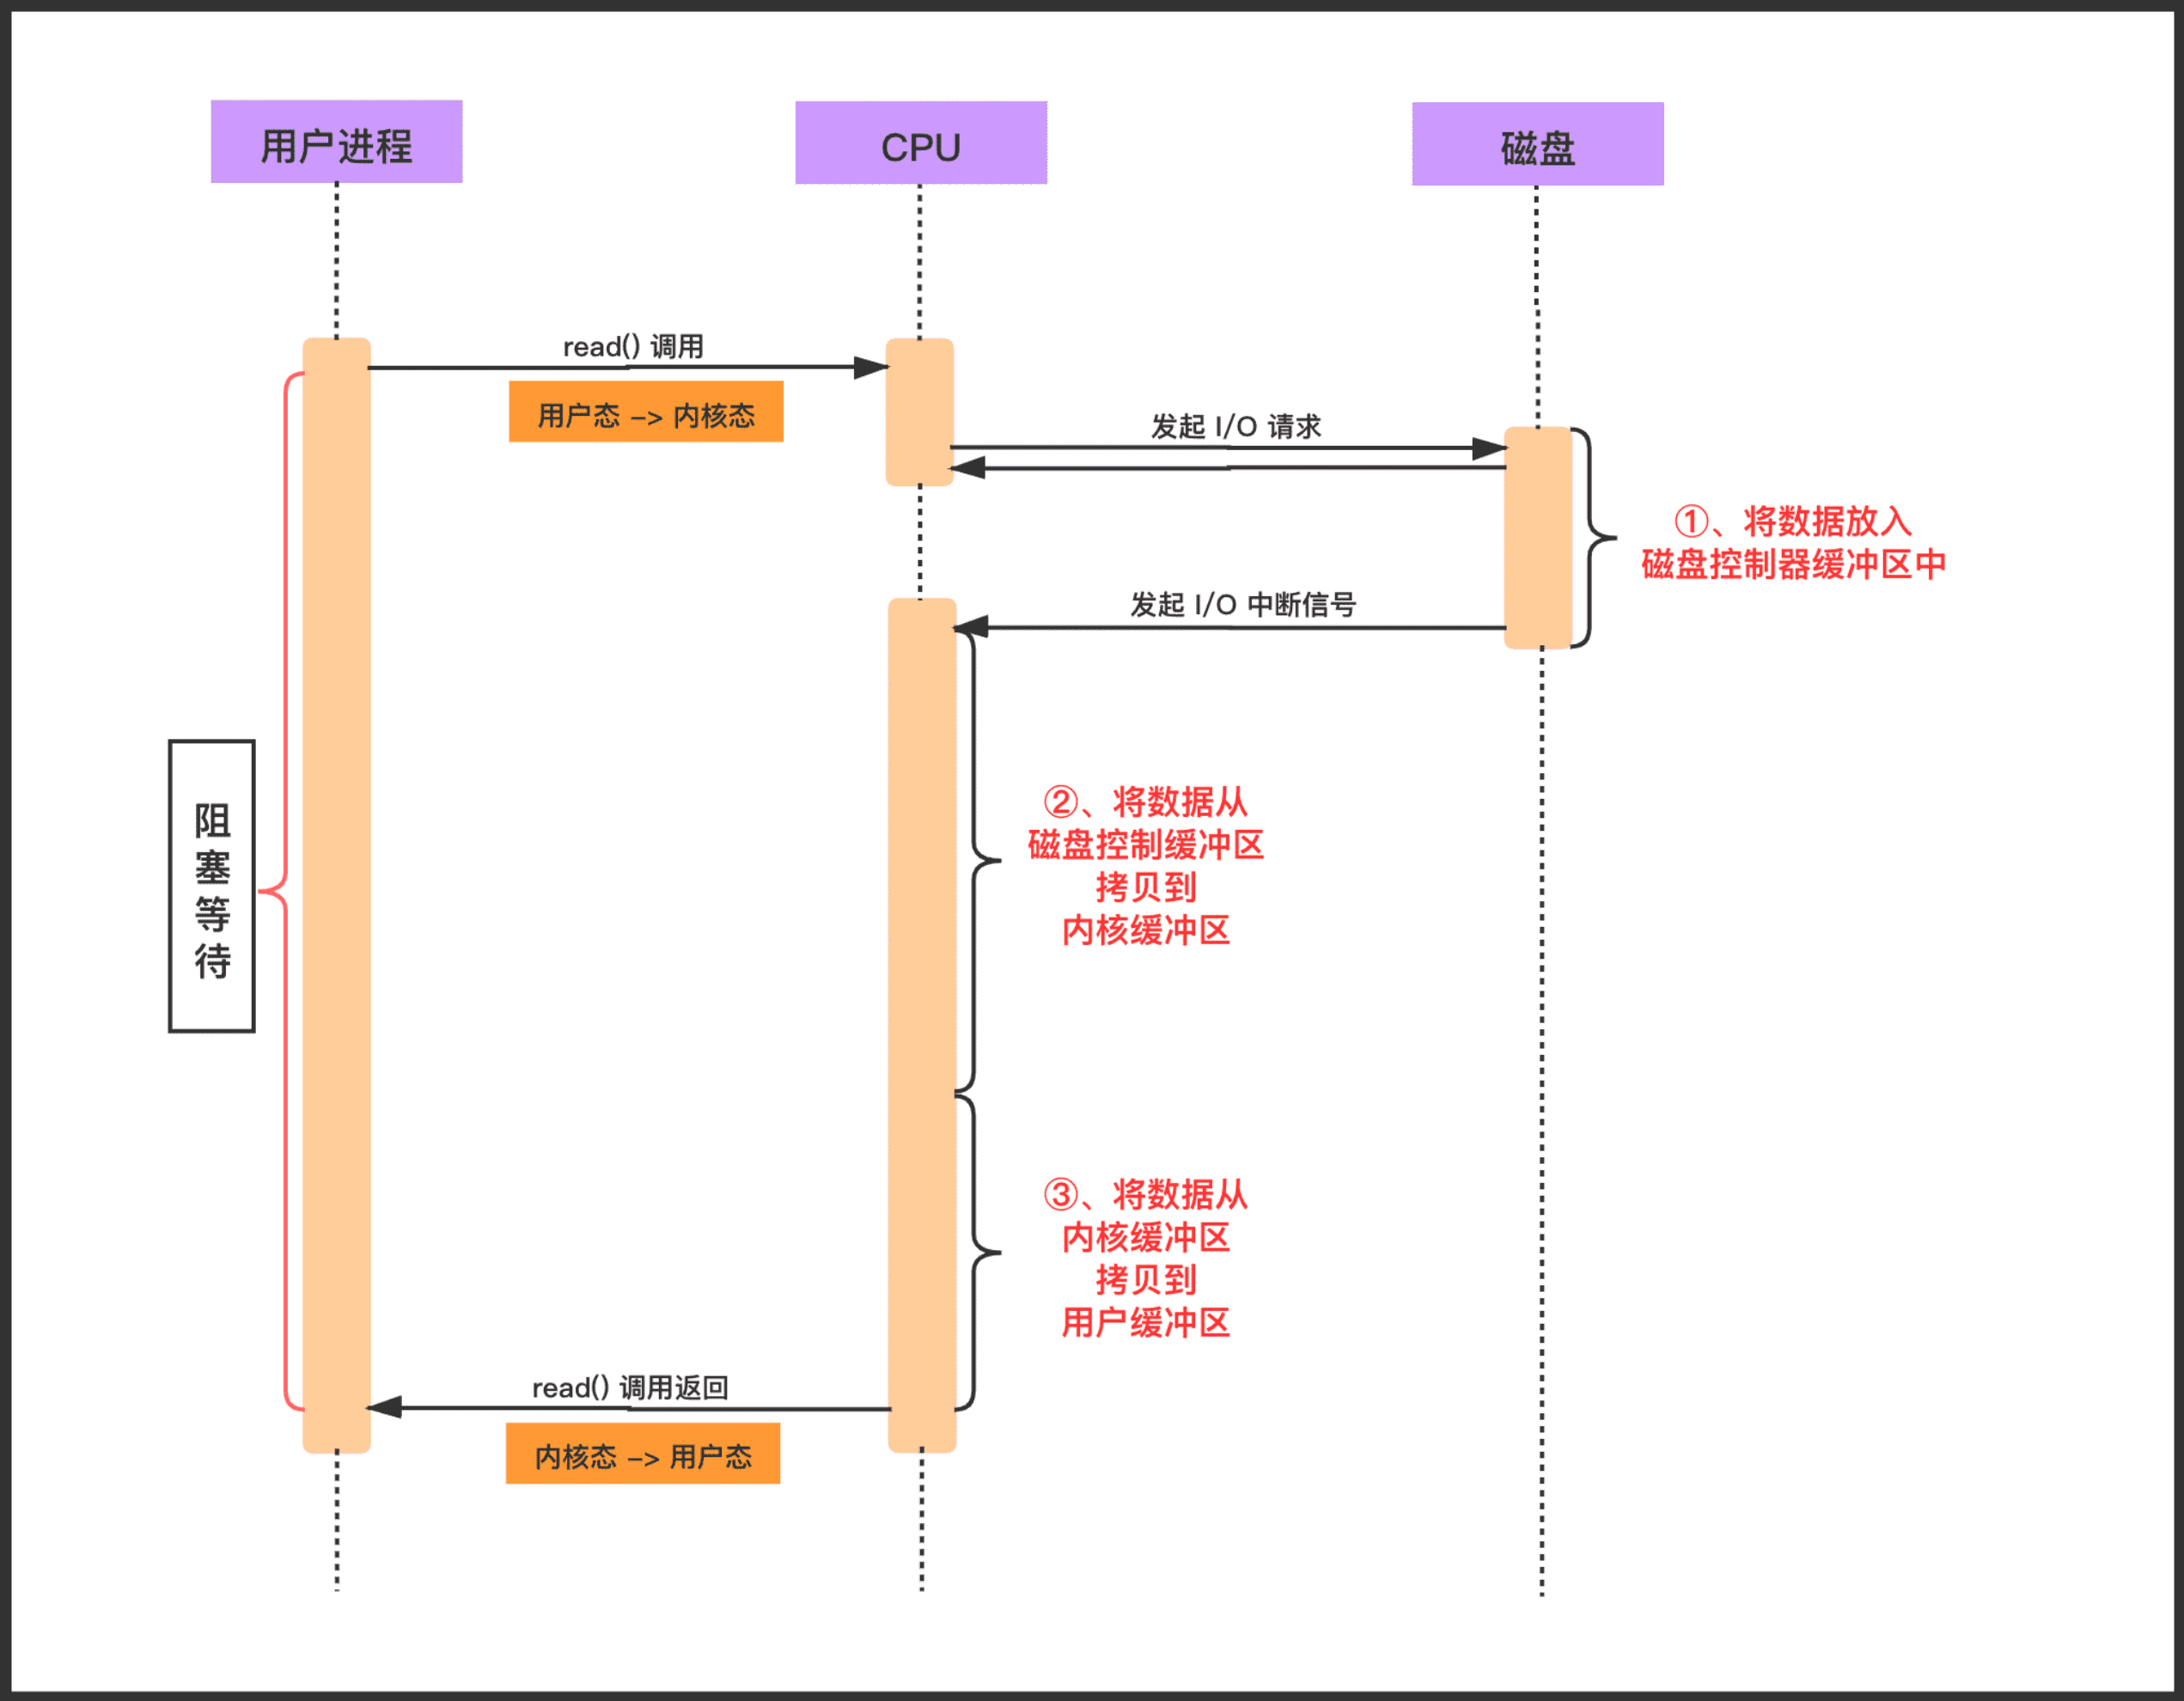 用户进程
CPU
磁盘
read() 调用
用户态 -> 内核态
发起 I/O 请求
①、将数据放入
磁盘控制器缓冲区中
发起 I/O 中断信号
阻
塞
等
待
②、将数据从
磁盘控制缓冲区
拷贝到
内核缓冲区
③、将数据从
内核缓冲区
拷贝到
用户缓冲区
read() 调用返回
内核态 -> 用户态